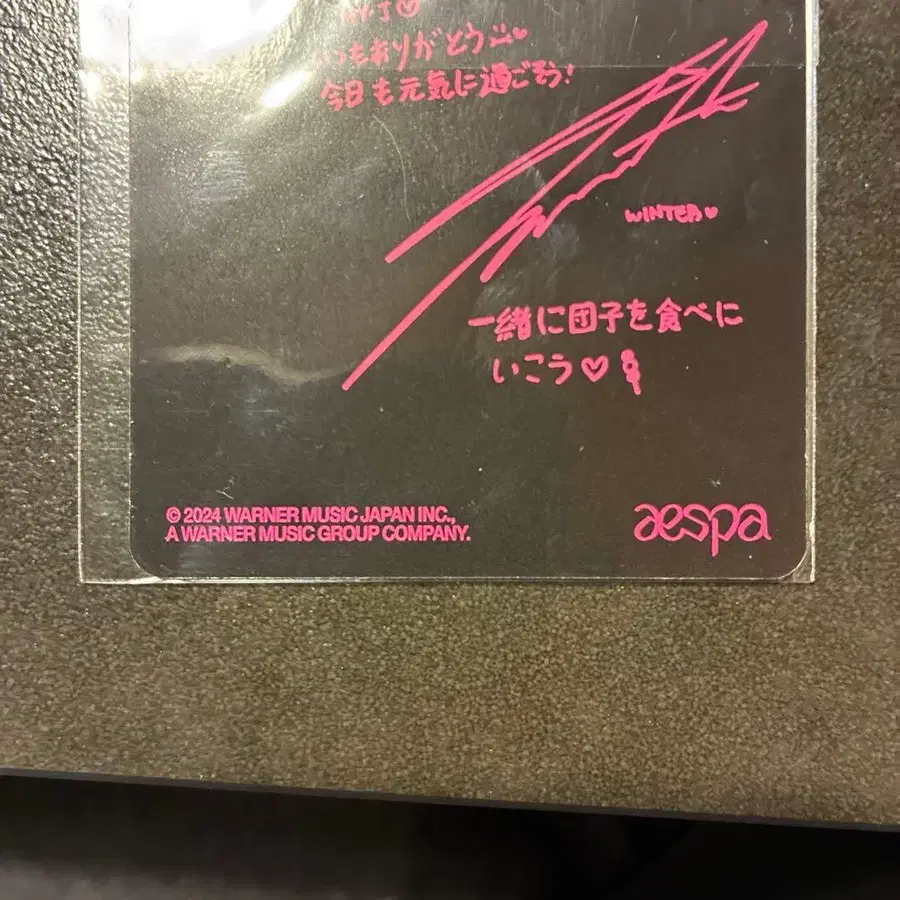 MY J♡
いつもありがとう
今日も元気に過ごそう!
WINTER♥
一緒に団子を食べに
いこう♡
© 2024 WARNER MUSIC JAPAN INC.,
A WARNER MUSIC GROUP COMPANY.
aespa